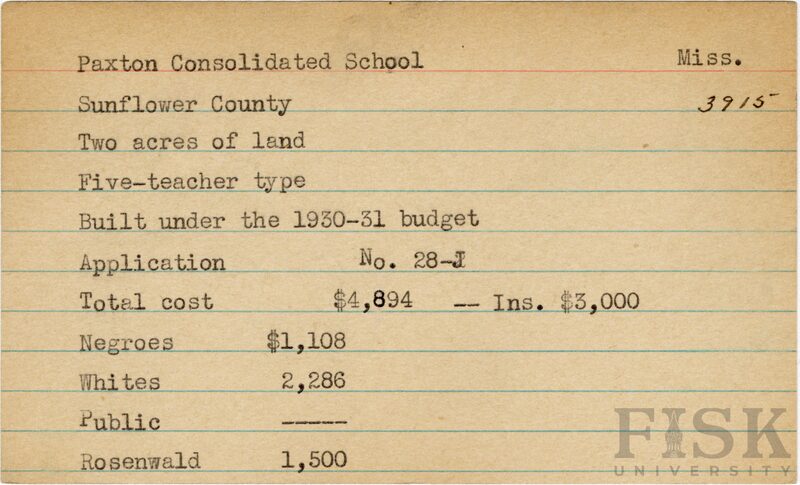 Paxton Consolidated School Miss.
Sunflower County 3915
Two acres of land
Five-teacher type
Built under the 1930-31 budget
Application No. 28-J
Total cost $4,894 -- Ins. $3,000
Negroes $1,108
Whites 2,286
Public -----
Rosenwald 1,500
FISK
UNIVERSITY